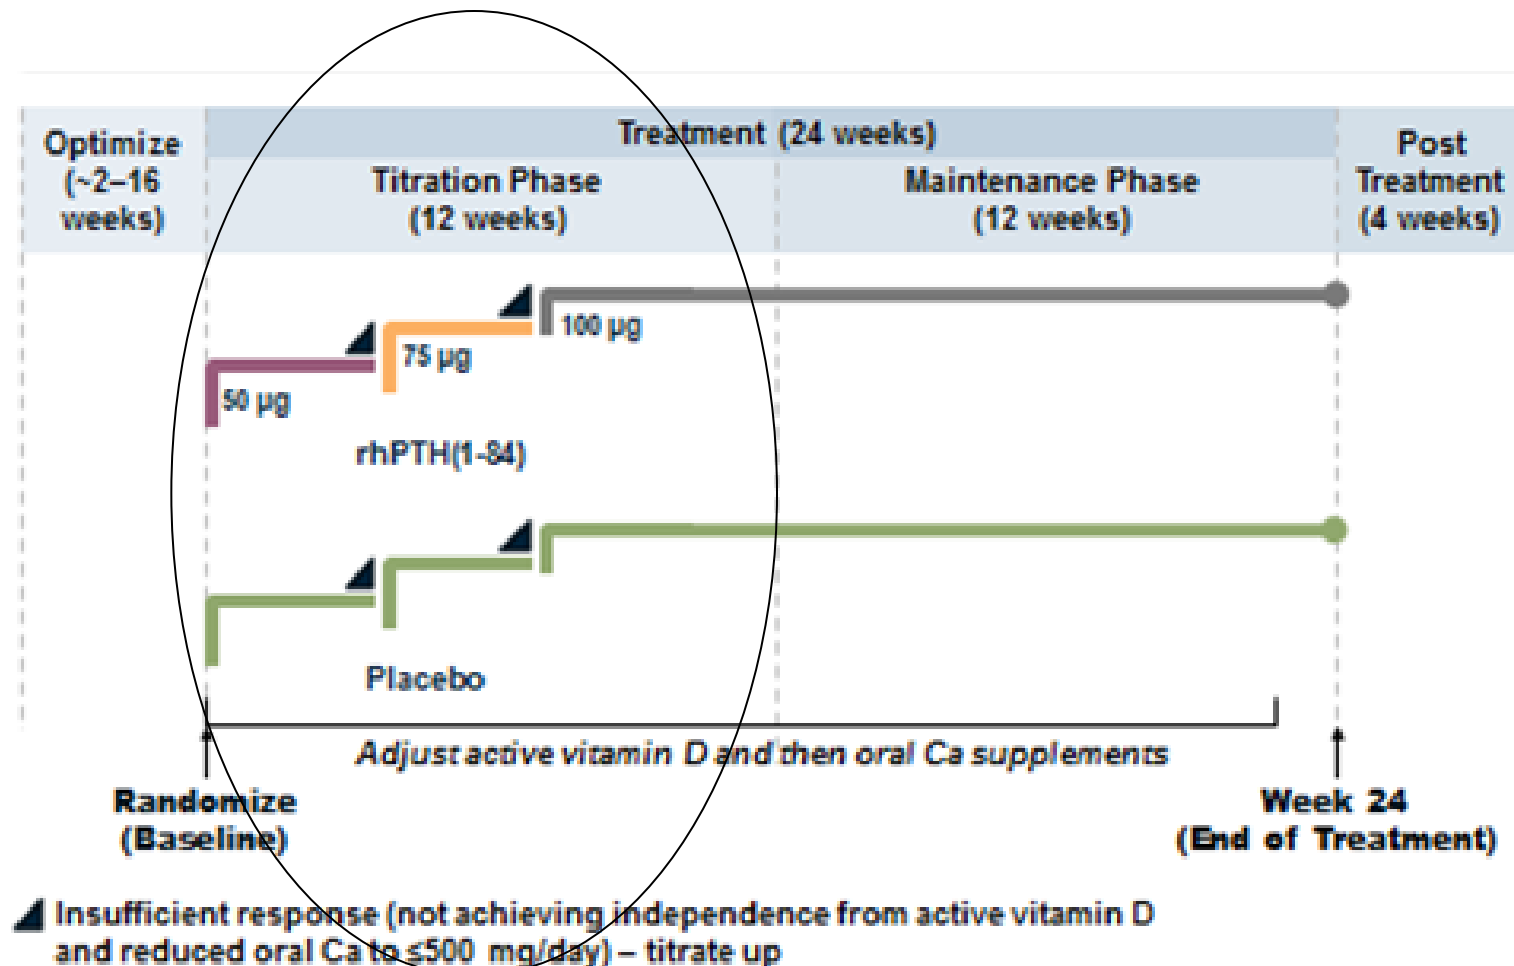 Optimize
(~2–16
weeks)
Treatment (24 weeks)
Titration Phase
(12 weeks)
Maintenance Phase
(12 weeks)
Post
Treatment
(4 weeks)
100 µg
75 µg
50 µg
rhPTH(1-84)
Placebo
Adjust active vitamin D and then oral Ca supplements
Randomize
(Baseline)
Week 24
(End of Treatment)
Insufficient response (not achieving independence from active vitamin D
and reduced oral Ca to ≤500 mg/day) – titrate up